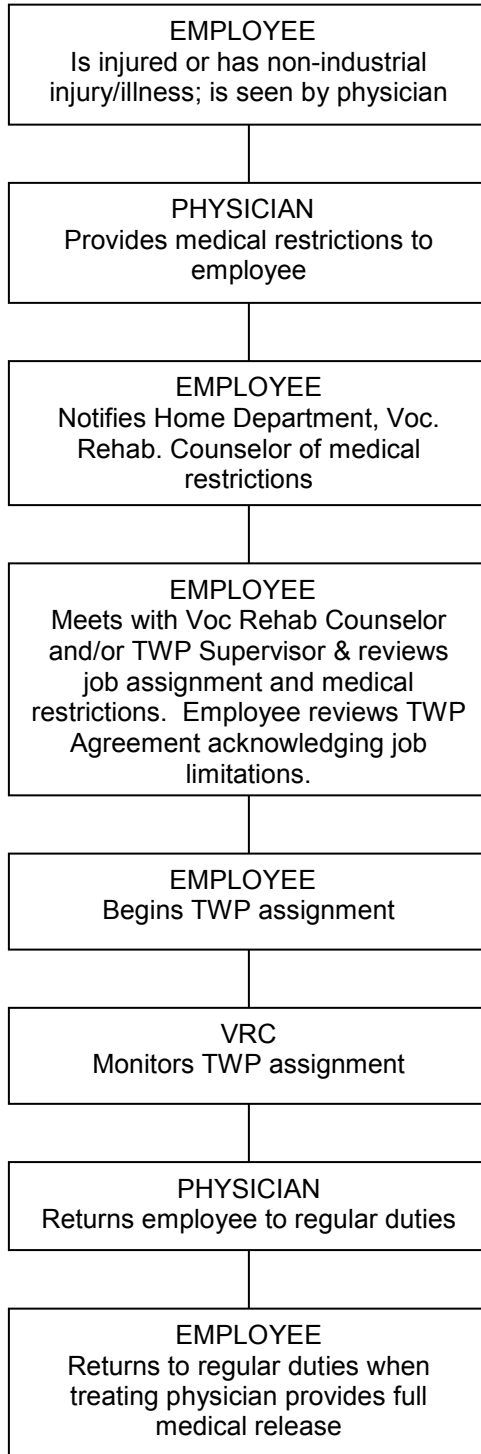 EMPLOYEE
Is injured or has non-industrial
injury/illness; is seen by physician
PHYSICIAN
Provides medical restrictions to
employee
EMPLOYEE
Notifies Home Department, Voc.
Rehab. Counselor of medical
restrictions
EMPLOYEE
Meets with Voc Rehab Counselor
and/or TWP Supervisor & reviews
job assignment and medical
restrictions.  Employee reviews TWP
Agreement acknowledging job
limitations.
EMPLOYEE
Begins TWP assignment
VRC
Monitors TWP assignment
PHYSICIAN
Returns employee to regular duties
EMPLOYEE
Returns to regular duties when
treating physician provides full
medical release